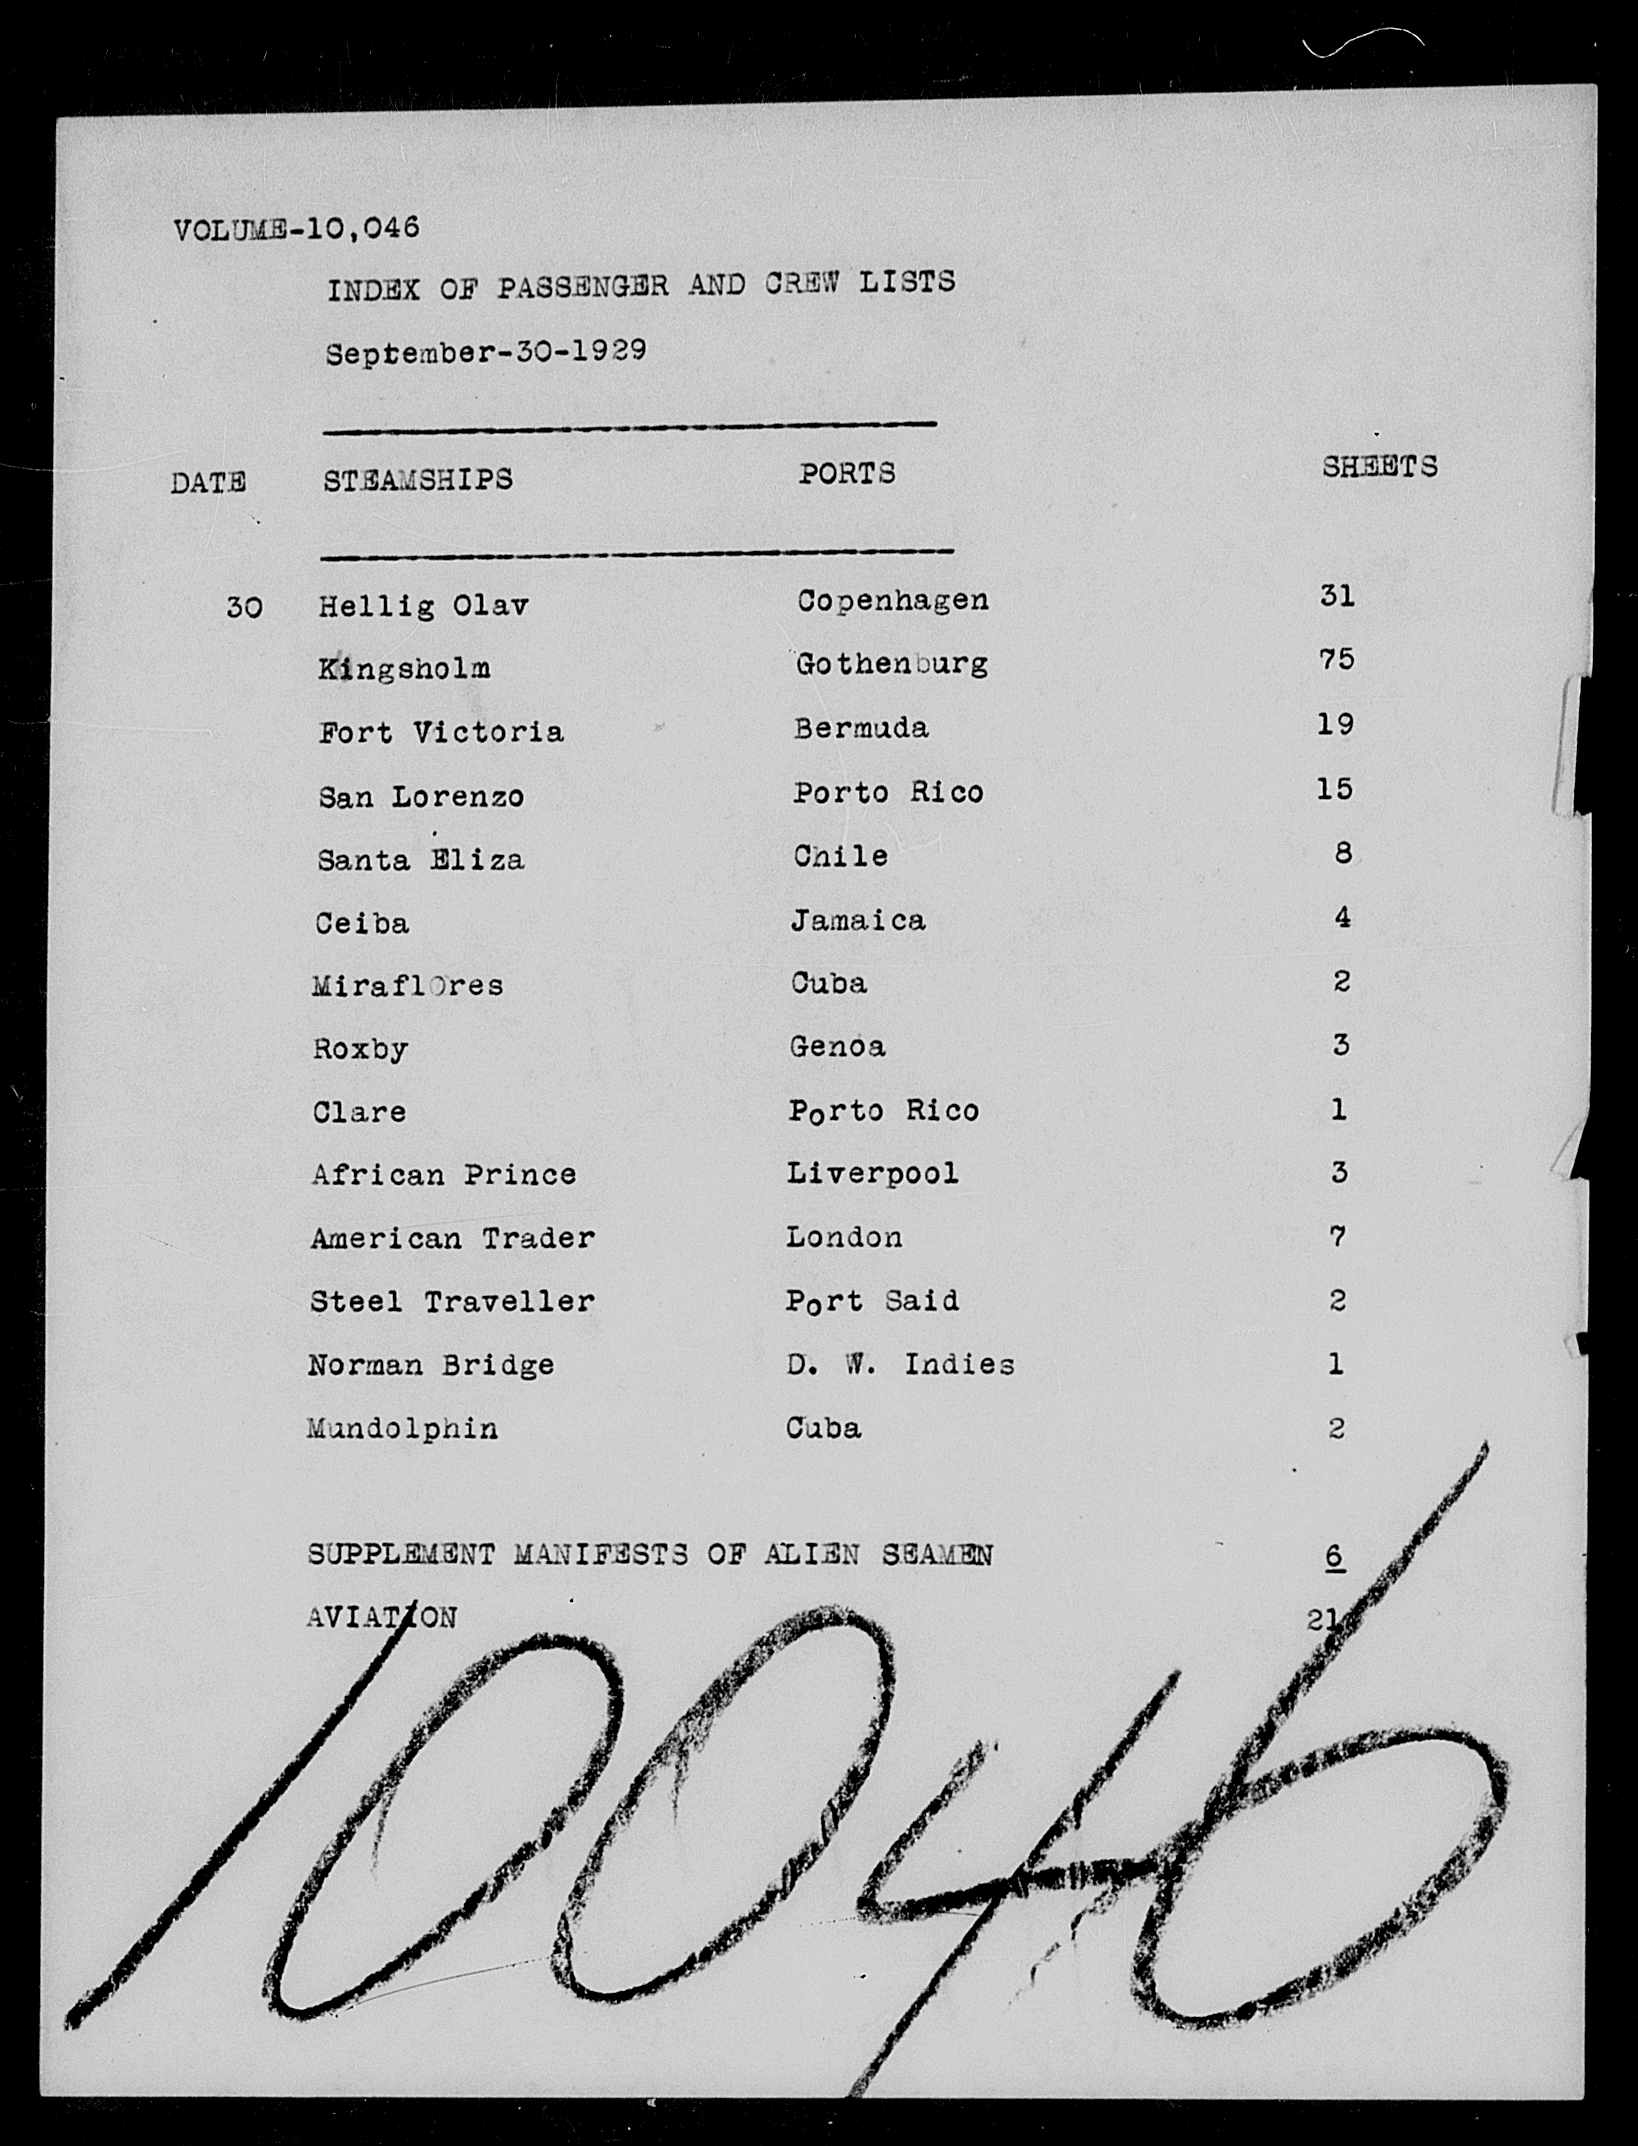 VOLUME-10,046
INDEX OF PASSENGER AND CREW LISTS
September-30-1929
DATE STEAMSHIPS PORTS SHEETS
30 Hellig Olav Copenhagen 31
Kingsholm Gothenburg 75
Fort Victoria Bermuda 19
San Lorenzo Porto Rico 15
Santa Eliza Chile 8
Ceiba Jamaica 4
MiraflOres Cuba 2
Roxby Genoa 3
Clare Porto Rico 1
African Prince Liverpool 3
American Trader London 7
Steel Traveller Port Said 2
Norman Bridge D. W. Indies 1
Mundolphin Cuba 2
SUPPLEMENT MANIFESTS OF ALIEN SEAMEN 6
AVIATION 21
10046